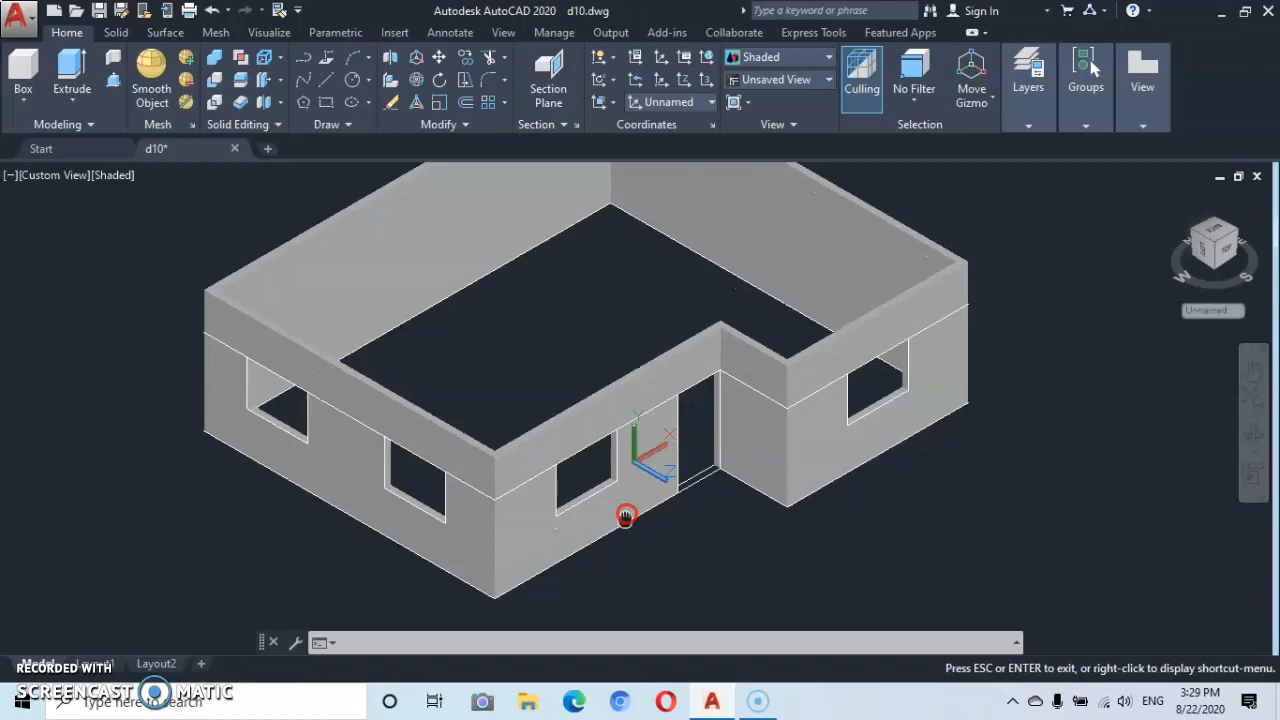 Autodesk AutoCAD 2020 d10.dwg
Type a keyword or phrase
Sign In
Home Solid Surface Mesh Visualize Parametric Insert Annotate View Manage Output Add-ins Collaborate Express Tools Featured Apps
Box
Extrude
Smooth Object
Section Plane
Unnamed
Shaded
Unsaved View
Culling
No Filter
Move Gizmo
Layers
Groups
View
Modeling Mesh Solid Editing Draw Modify Section Coordinates View Selection
Start d10*
[−][Custom View][Shaded]
W S
TOP
Unnamed
Y
X
Z
Model Layout1 Layout2
Press ESC or ENTER to exit, or right-click to display shortcut-menu.
RECORDED WITH
SCREENCAST MATIC
Type here to search
ENG
3:29 PM
8/22/2020